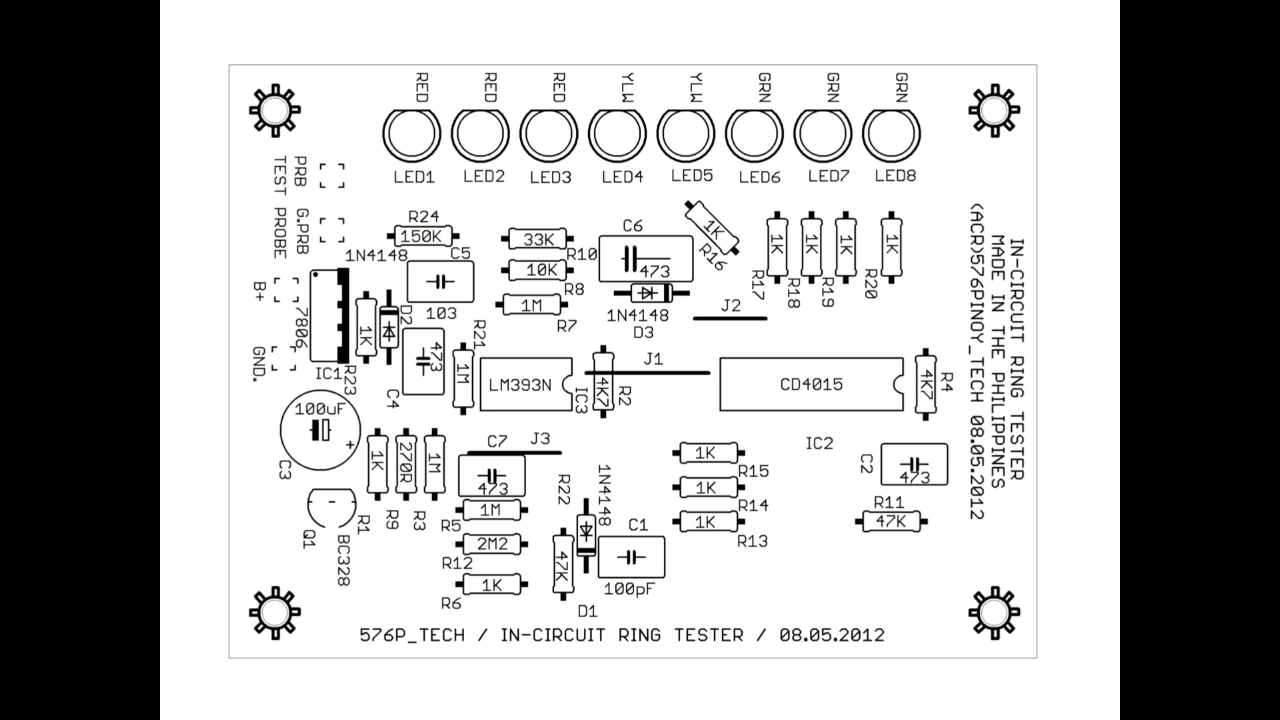 RED RED RED YLW YLW GRN GRN GRN
LED1 LED2 LED3 LED4 LED5 LED6 LED7 LED8
TEST PROBE
PRB
G.PRB
R24
150K
1N4148
C5
103
33K
R10
10K
R8
1M
R7
C6
473
1N4148
D3
1K
R16
1K 1K 1K 1K
R17 R18 R19 R20
J2
B+
7806
GND.
IC1
1K
R23
D2
473
C4
R21
1M
LM393N
IC3
4K7
R2
J1
CD4015
IC2
4K7
R4
100uF
+
C3
1K
270R
1M
R9
R3
R5
C7
J3
473
1M
2M2
R12
1K
R6
Q1
R1
BC328
R22
47K
1N4148
D1
C1
100pF
1K
R15
1K
R14
1K
R13
C2
473
R11
47K
IN-CIRCUIT RING TESTER
MADE IN THE PHILIPPINES
(ACR)576PINOY_TECH 08.05.2012
576P_TECH / IN-CIRCUIT RING TESTER / 08.05.2012